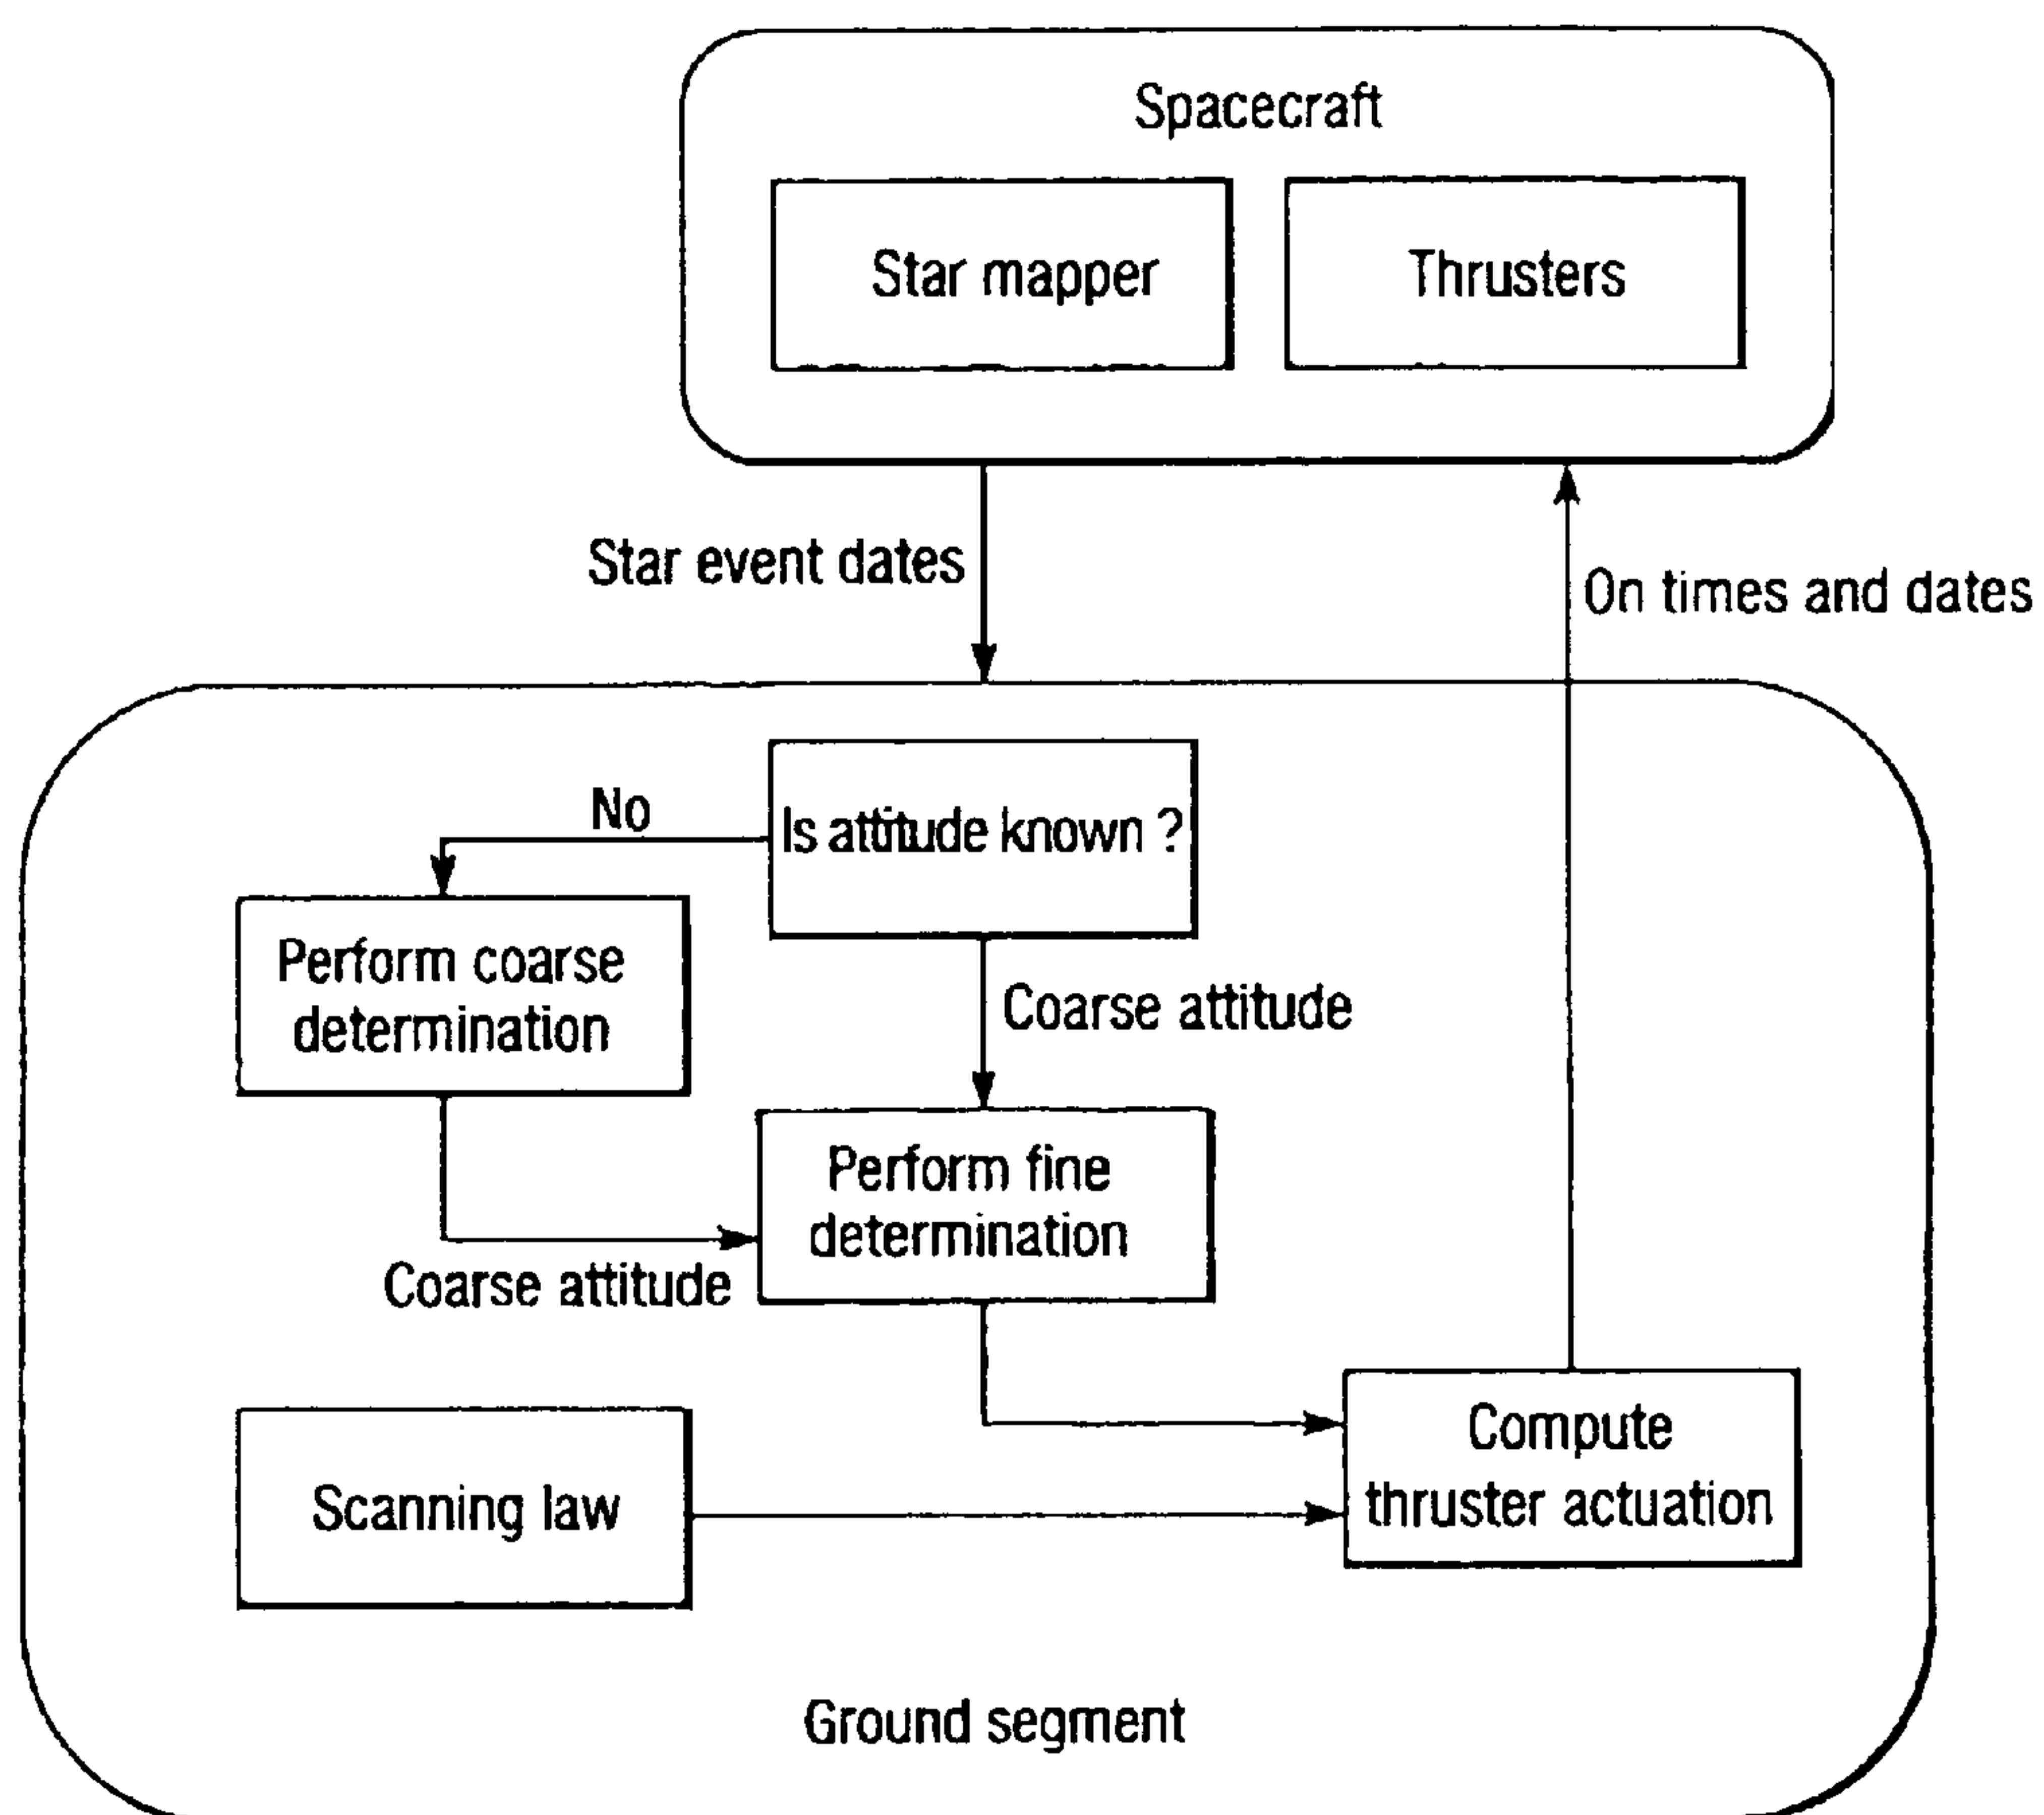 Spacecraft
Star mapper
Thrusters
Star event dates
On times and dates
Is attitude known ?
No
Perform coarse
determination
Coarse attitude
Perform fine
determination
Coarse attitude
Compute
thruster actuation
Scanning law
Ground segment